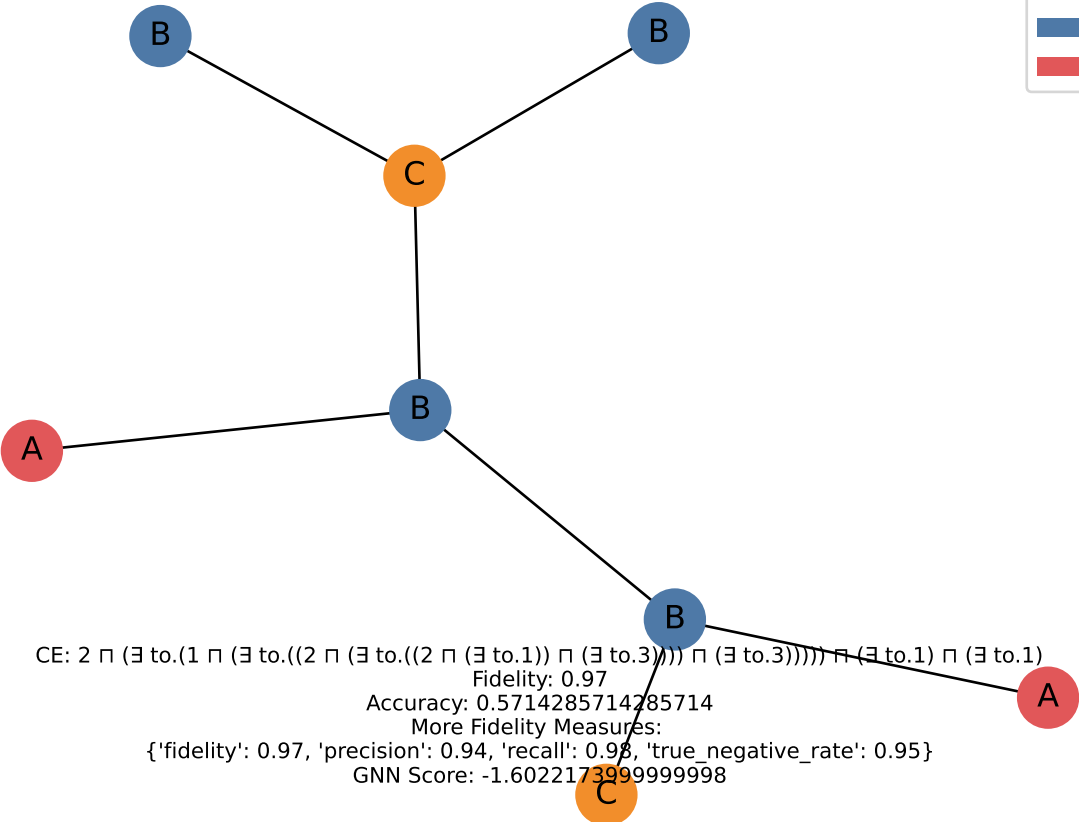 B
B
C
B
A
B
CE: 2 ⊓ (∃ to.(1 ⊓ (∃ to.((2 ⊓ (∃ to.((2 ⊓ (∃ to.1)) ⊓ (∃ to.3)))) ⊓ (∃ to.3))))) ⊓ (∃ to.1) ⊓ (∃ to.1)
Fidelity: 0.97
Accuracy: 0.5714285714285714
A
More Fidelity Measures:
{'fidelity': 0.97, 'precision': 0.94, 'recall': 0.98, 'true_negative_rate': 0.95}
GNN Score: -1.6022173999999998
C